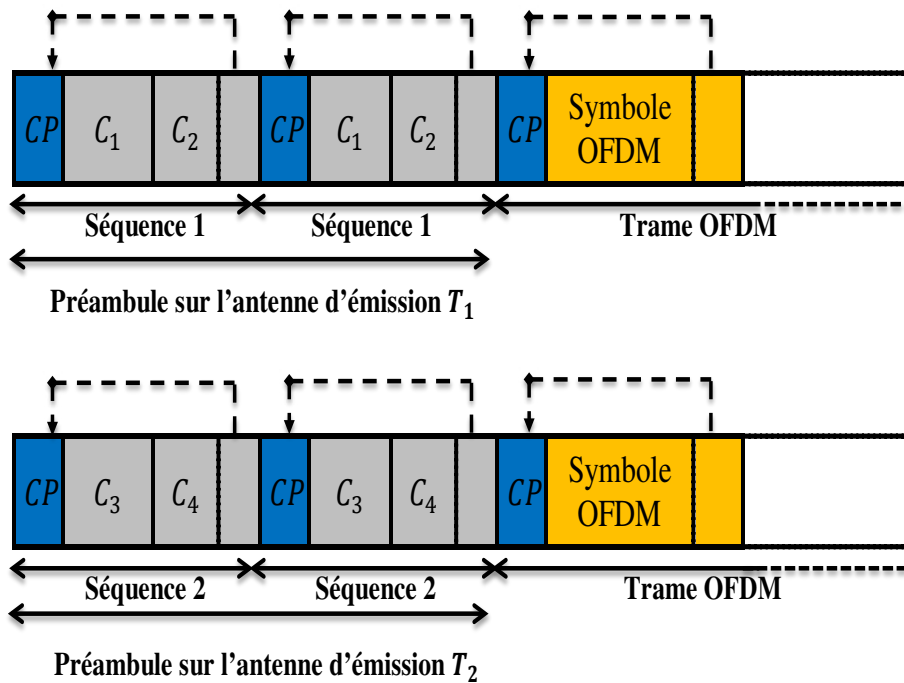 CP C₁ C₂ CP C₁ C₂ CP Symbole
OFDM
Séquence 1 Séquence 1 Trame OFDM
Préambule sur l’antenne d’émission T₁
CP C₃ C₄ CP C₃ C₄ CP Symbole
OFDM
Séquence 2 Séquence 2 Trame OFDM
Préambule sur l’antenne d’émission T₂